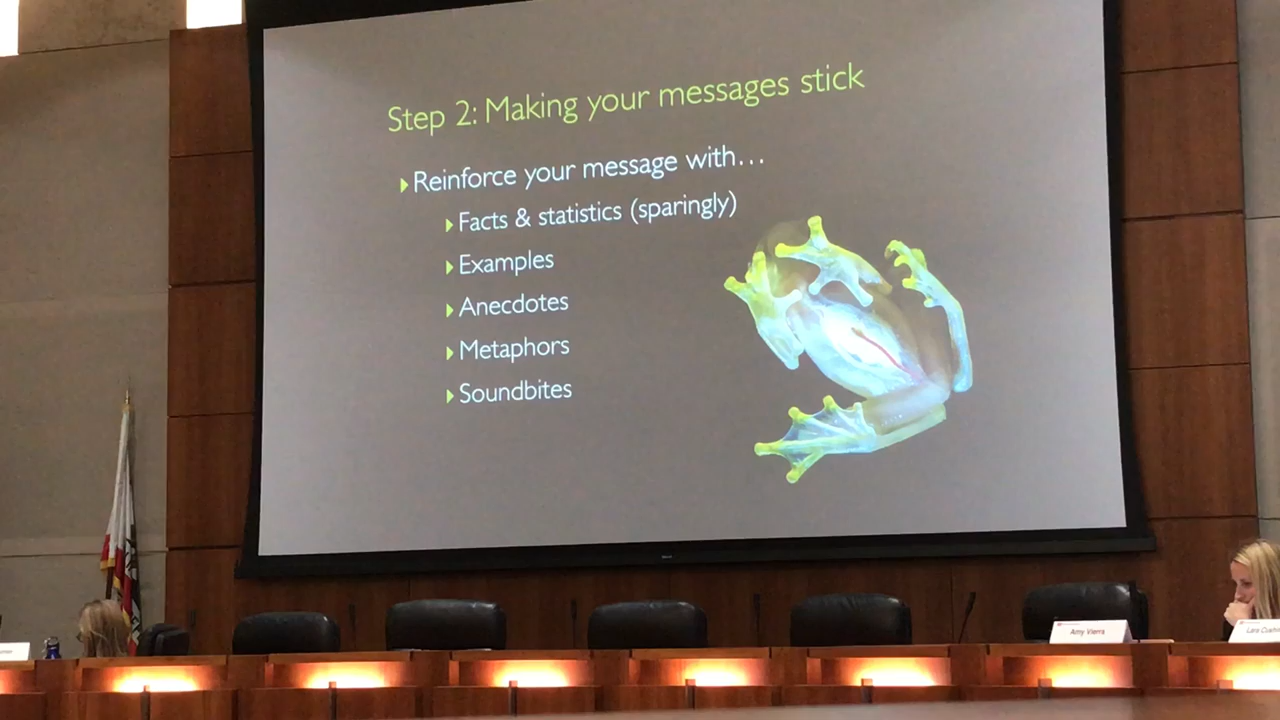 Step 2: Making your messages stick
Reinforce your message with...
Facts & statistics (sparingly)
Examples
Anecdotes
Metaphors
Soundbites
Amy Vierra
Lara